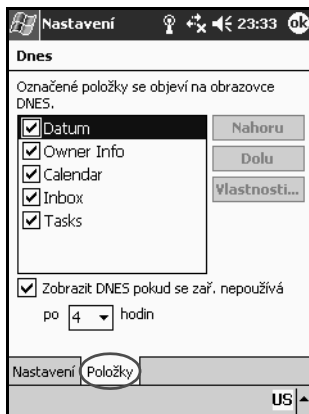 Nastavení 23:33 ok
Dnes
Označené položky se objeví na obrazovce
DNES.
Datum
Owner Info
Calendar
Inbox
Tasks
Nahoru
Dolu
Vlastnosti...
Zobrazit DNES pokud se zař. nepoužívá
po 4 hodin
Nastavení Položky
US